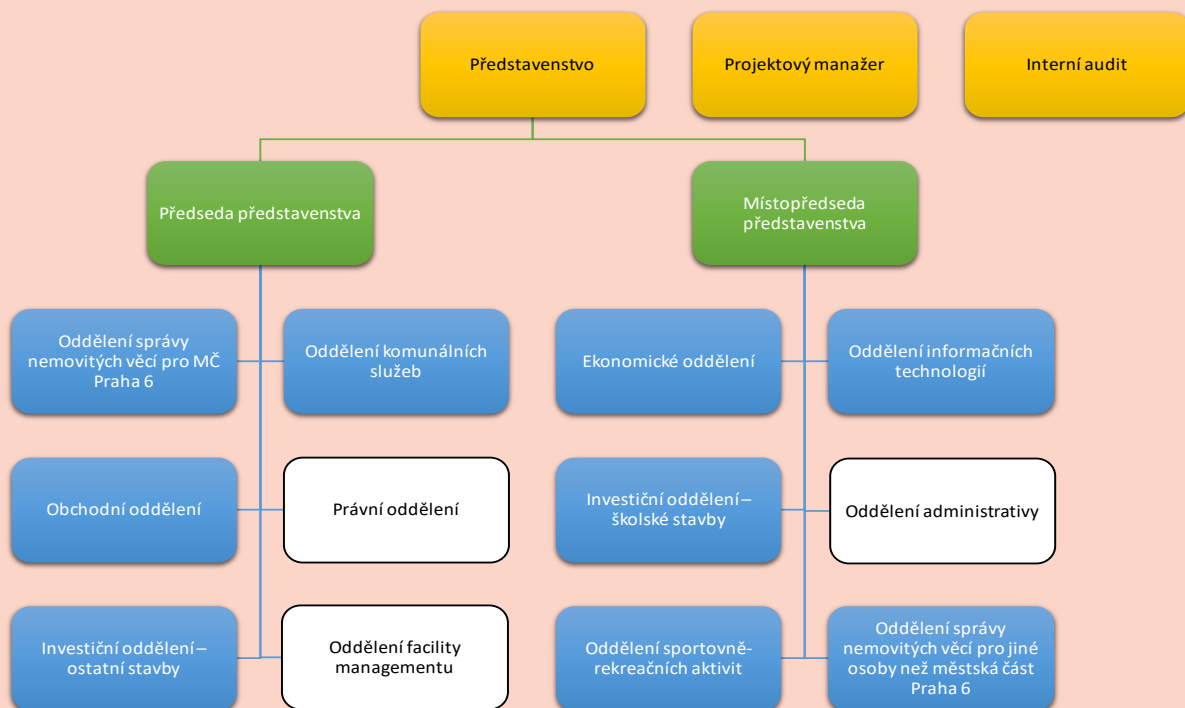 Představenstvo
Projektový manažer
Interní audit
Předseda představenstva
Místopředseda
představenstva
Oddělení správy
nemovitých věcí pro MČ
Praha 6
Oddělení komunálních
služeb
Ekonomické oddělení
Oddělení informačních
technologií
Obchodní oddělení
Právní oddělení
Investiční oddělení –
školské stavby
Oddělení administrativy
Investiční oddělení –
ostatní stavby
Oddělení facility
managementu
Oddělení sportovně-
rekreačních aktivit
Oddělení správy
nemovitých věcí pro jiné
osoby než městská část
Praha 6